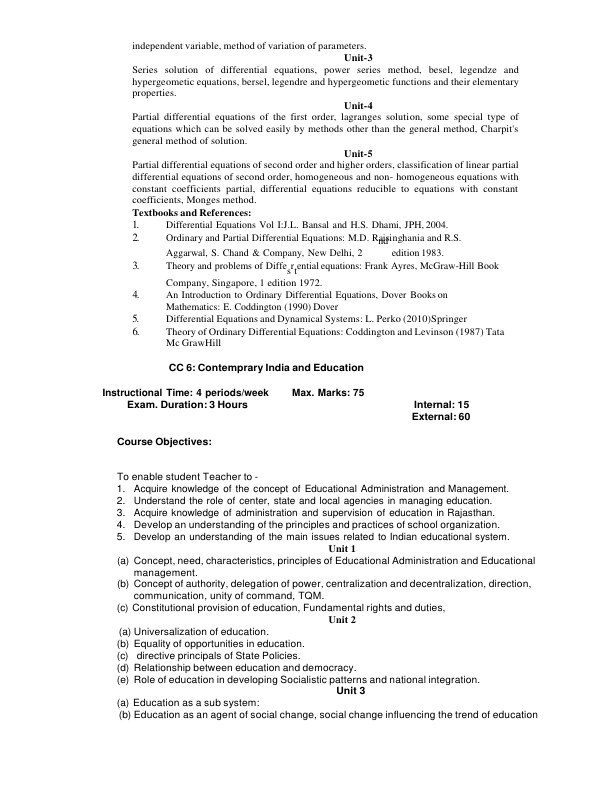 independent variable, method of variation of parameters.
Unit-3
Series solution of differential equations, power series method, besel, legendze and
hypergeometic equations, bersel, legendre and hypergeometic functions and their elementary
properties.
Unit-4
Partial differential equations of the first order, lagranges solution, some special type of
equations which can be solved easily by methods other than the general method, Charpit's
general method of solution.
Unit-5
Partial differential equations of second order and higher orders, classification of linear partial
differential equations of second order, homogeneous and non- homogeneous equations with
constant coefficients partial, differential equations reducible to equations with constant
coefficients, Monges method.
Textbooks and References:
1. Differential Equations Vol I:J.L. Bansal and H.S. Dhami, JPH, 2004.
2. Ordinary and Partial Differential Equations: M.D. Raisinghania and R.S.
Aggarwal, S. Chand & Company, New Delhi, 2nd edition 1983.
3. Theory and problems of Differential equations: Frank Ayres, McGraw-Hill Book
Company, Singapore, 1st edition 1972.
4. An Introduction to Ordinary Differential Equations, Dover Books on
Mathematics: E. Coddington (1990) Dover
5. Differential Equations and Dynamical Systems: L. Perko (2010)Springer
6. Theory of Ordinary Differential Equations: Coddington and Levinson (1987) Tata
Mc GrawHill
CC 6: Contemprary India and Education
Instructional Time: 4 periods/week Max. Marks: 75
Exam. Duration: 3 Hours Internal: 15
External: 60
Course Objectives:
To enable student Teacher to -
1. Acquire knowledge of the concept of Educational Administration and Management.
2. Understand the role of center, state and local agencies in managing education.
3. Acquire knowledge of administration and supervision of education in Rajasthan.
4. Develop an understanding of the principles and practices of school organization.
5. Develop an understanding of the main issues related to Indian educational system.
Unit 1
(a) Concept, need, characteristics, principles of Educational Administration and Educational
management.
(b) Concept of authority, delegation of power, centralization and decentralization, direction,
communication, unity of command, TQM.
(c) Constitutional provision of education, Fundamental rights and duties,
Unit 2
(a) Universalization of education.
(b) Equality of opportunities in education.
(c) directive principals of State Policies.
(d) Relationship between education and democracy.
(e) Role of education in developing Socialistic patterns and national integration.
Unit 3
(a) Education as a sub system:
(b) Education as an agent of social change, social change influencing the trend of education